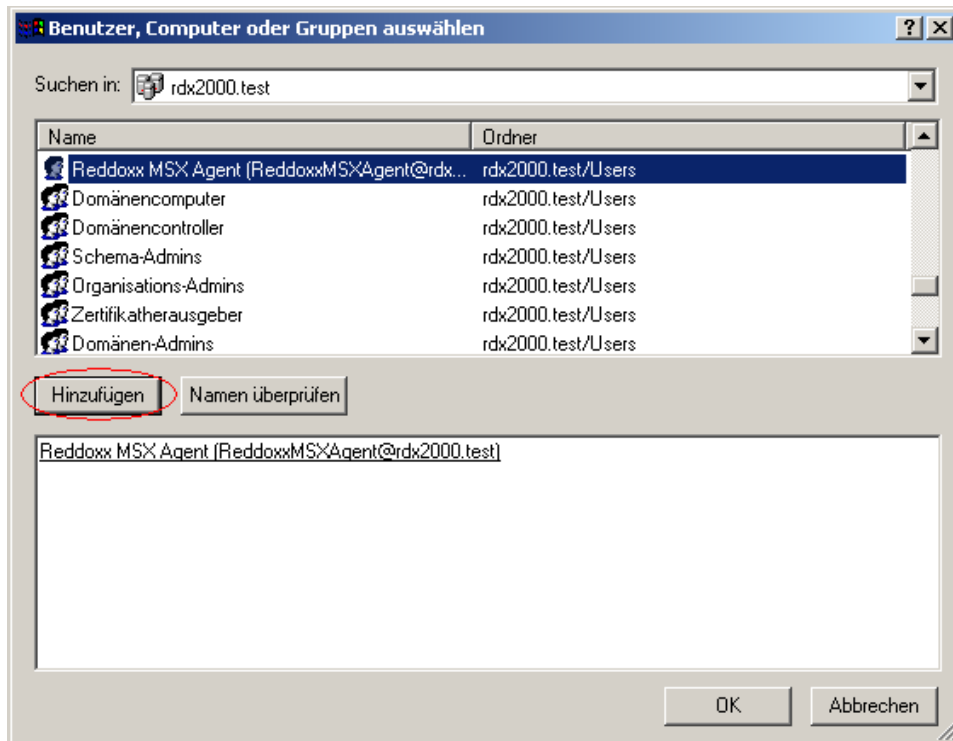 Benutzer, Computer oder Gruppen auswählen
Suchen in: rdx2000.test
Name Ordner
Reddoxx MSX Agent (ReddoxxMSXAgent@rdx... rdx2000.test/Users
Domänencomputer rdx2000.test/Users
Domänencontroller rdx2000.test/Users
Schema-Admins rdx2000.test/Users
Organisations-Admins rdx2000.test/Users
Zertifikatherausgeber rdx2000.test/Users
Domänen-Admins rdx2000.test/Users
Hinzufügen Namen überprüfen
Reddoxx MSX Agent (ReddoxxMSXAgent@rdx2000.test)
OK Abbrechen